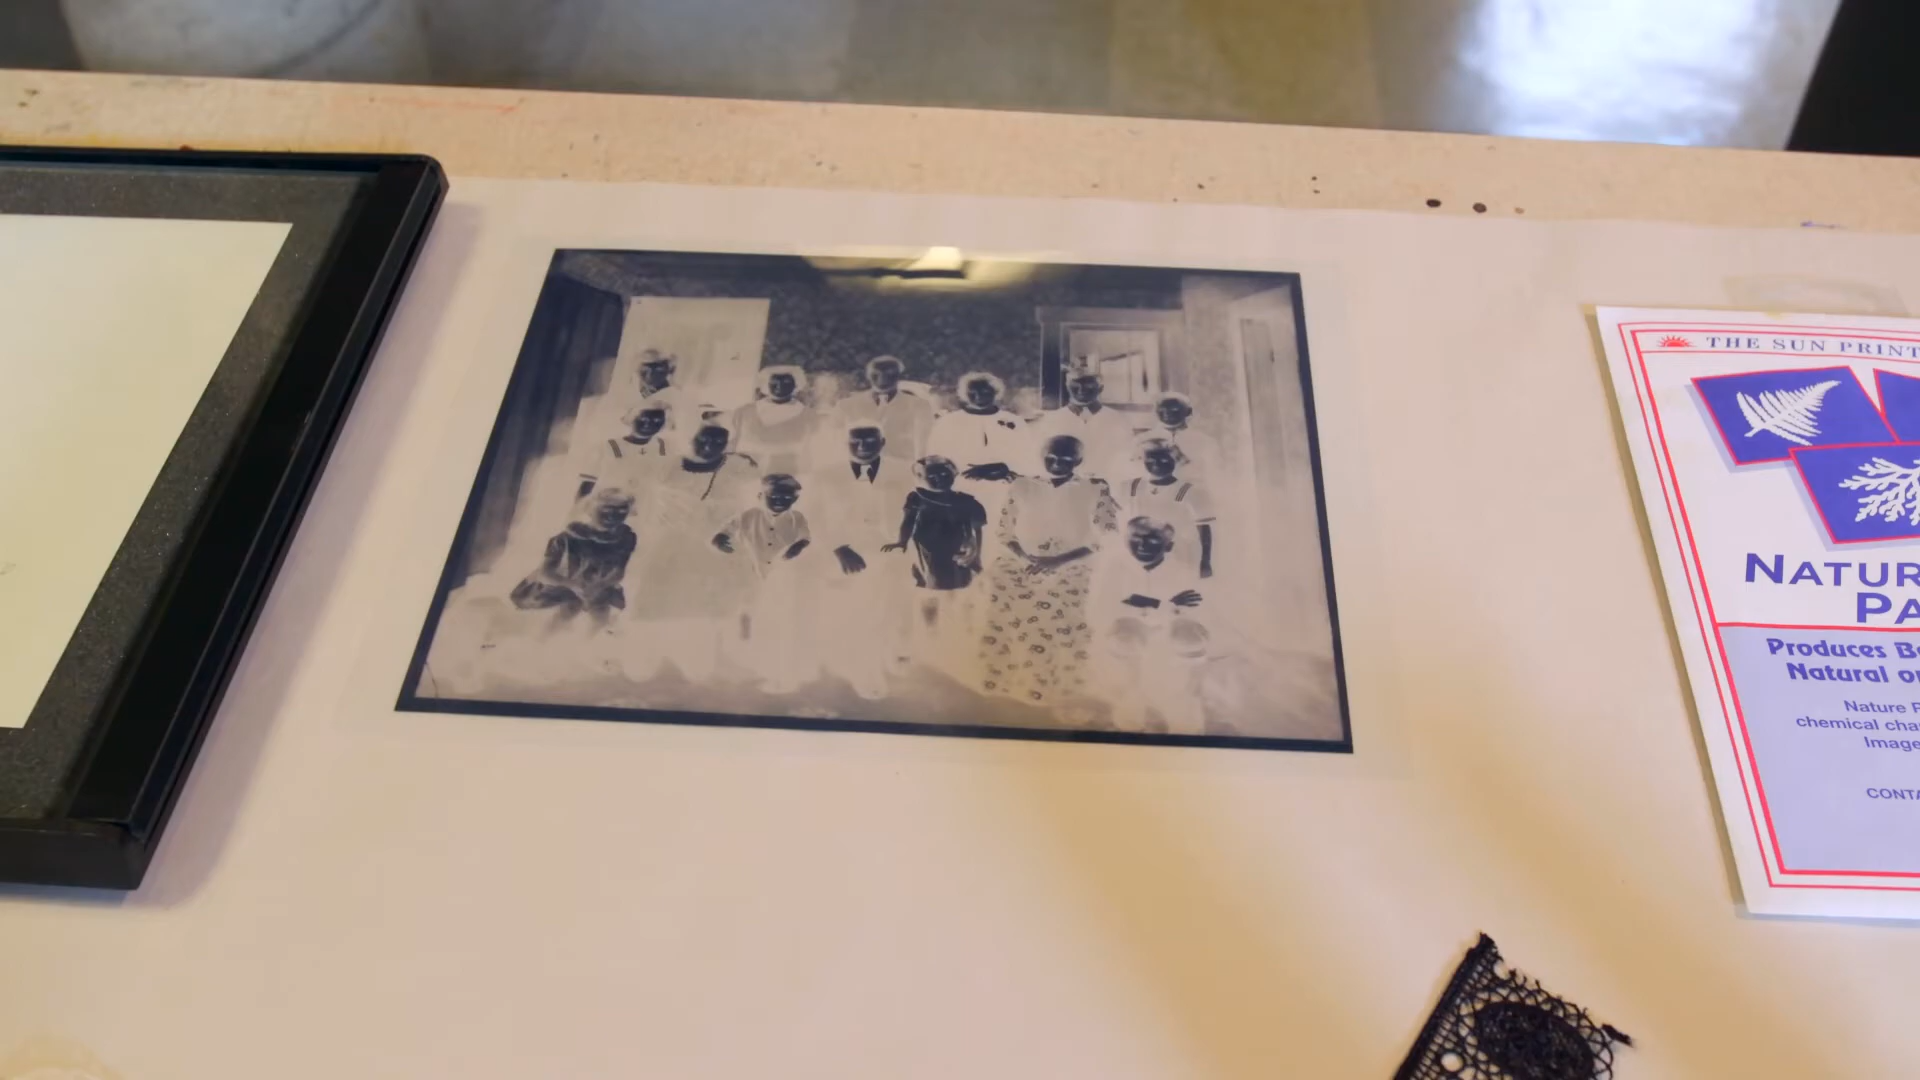 THE SUN PRINT
NATUR
PA
Produces B
Natural o
Nature P
chemical cha
Image
CONTA